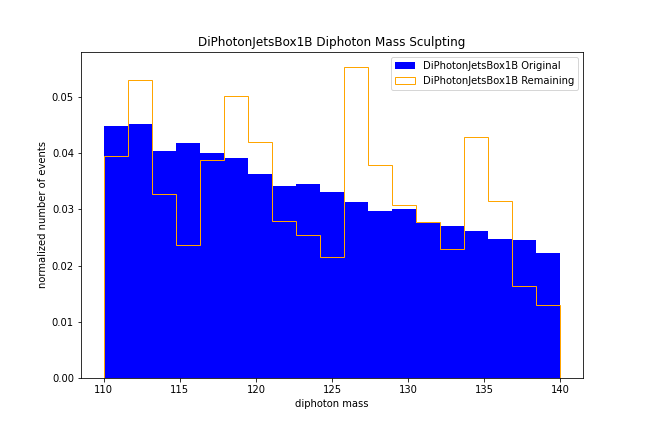 DiPhotonJetsBox1B Diphoton Mass Sculpting
DiPhotonJetsBox1B Original
DiPhotonJetsBox1B Remaining
normalized number of events
0.05
0.04
0.03
0.02
0.01
0.00
110 115 120 125 130 135 140
diphoton mass